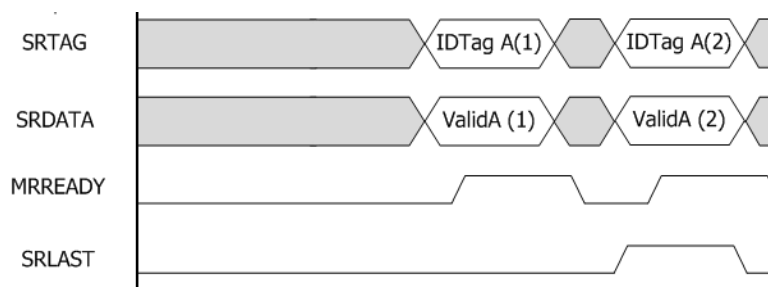 SRTAG IDTag A(1) IDTag A(2)
SRDATA ValidA (1) ValidA (2)
MRREADY
SRLAST